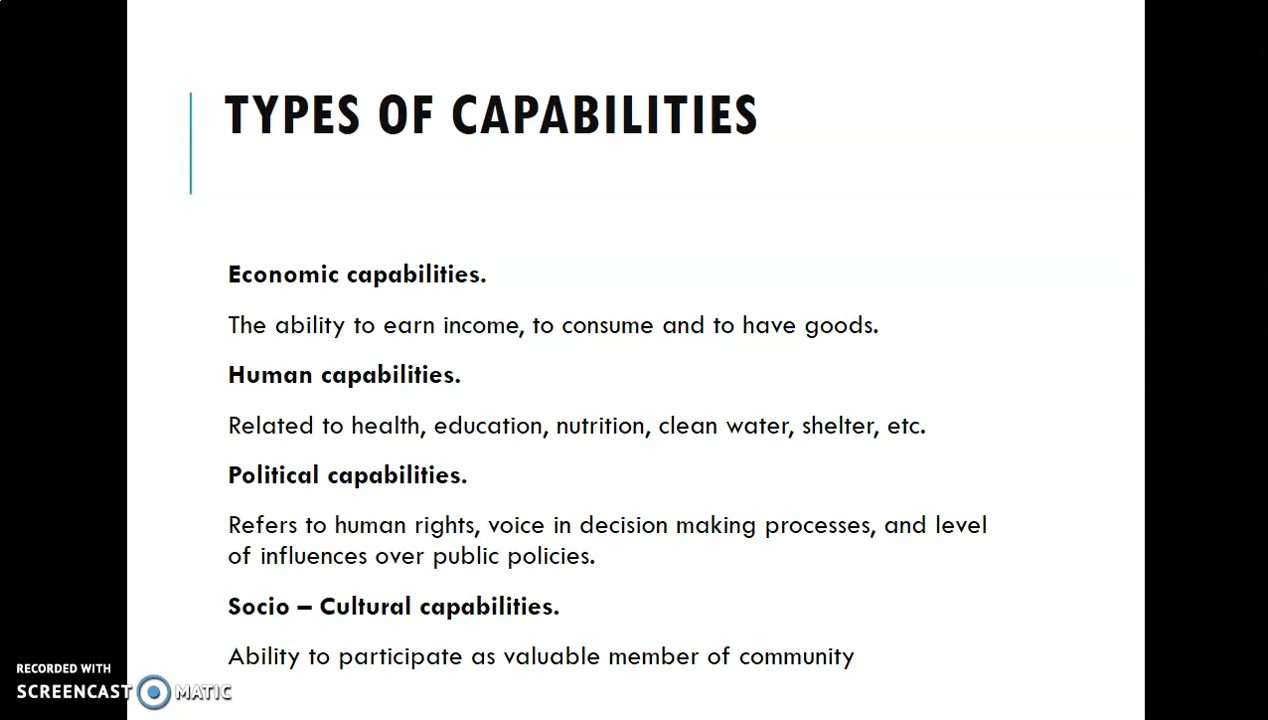 TYPES OF CAPABILITIES
Economic capabilities.
The ability to earn income, to consume and to have goods.
Human capabilities.
Related to health, education, nutrition, clean water, shelter, etc.
Political capabilities.
Refers to human rights, voice in decision making processes, and level
of influences over public policies.
Socio – Cultural capabilities.
Ability to participate as valuable member of community
RECORDED WITH
SCREENCAST MATIC